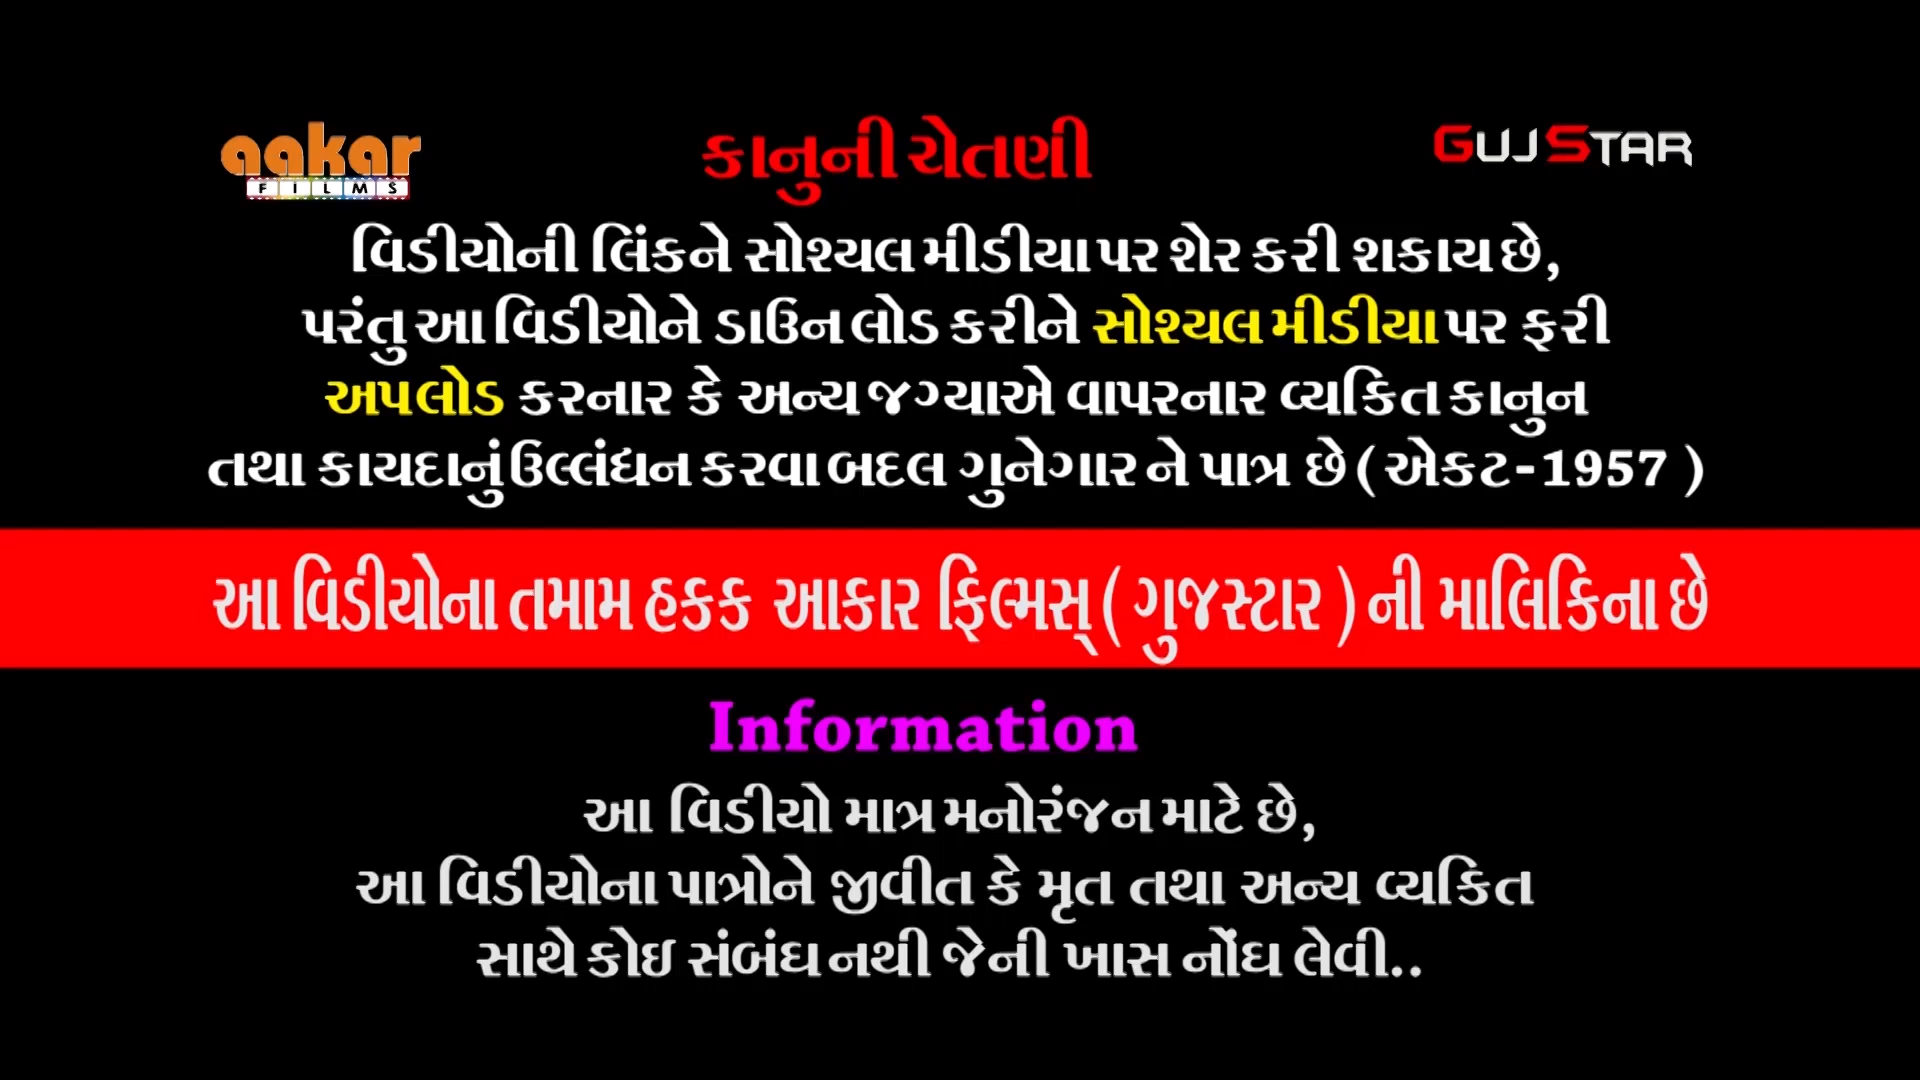 aakar
FILMS
કાનુની ચેતણી
GUJSTAR
વિડીયોની લિંકને સોશ્યલ મીડીયા પર શેર કરી શકાય છે,
પરંતુ આ વિડીયોને ડાઉનલોડ કરીને સોશ્યલ મીડીયા પર ફરી
અપલોડ કરનાર કે અન્ય જગ્યાએ વાપરનાર વ્યકિત કાનુન
તથા કાયદાનું ઉલ્લંઘન કરવા બદલ ગુનેગાર ને પાત્ર છે ( એકટ-1957 )
આ વિડીયોના તમામ હકક આકાર ફિલ્મસ્ ( ગુજસ્ટાર ) ની માલિકિના છે
Information
આ વિડીયો માત્ર મનોરંજન માટે છે,
આ વિડીયોના પાત્રોને જીવીત કે મૃત તથા અન્ય વ્યકિત
સાથે કોઇ સંબંઘ નથી જેની ખાસ નોંઘ લેવી..